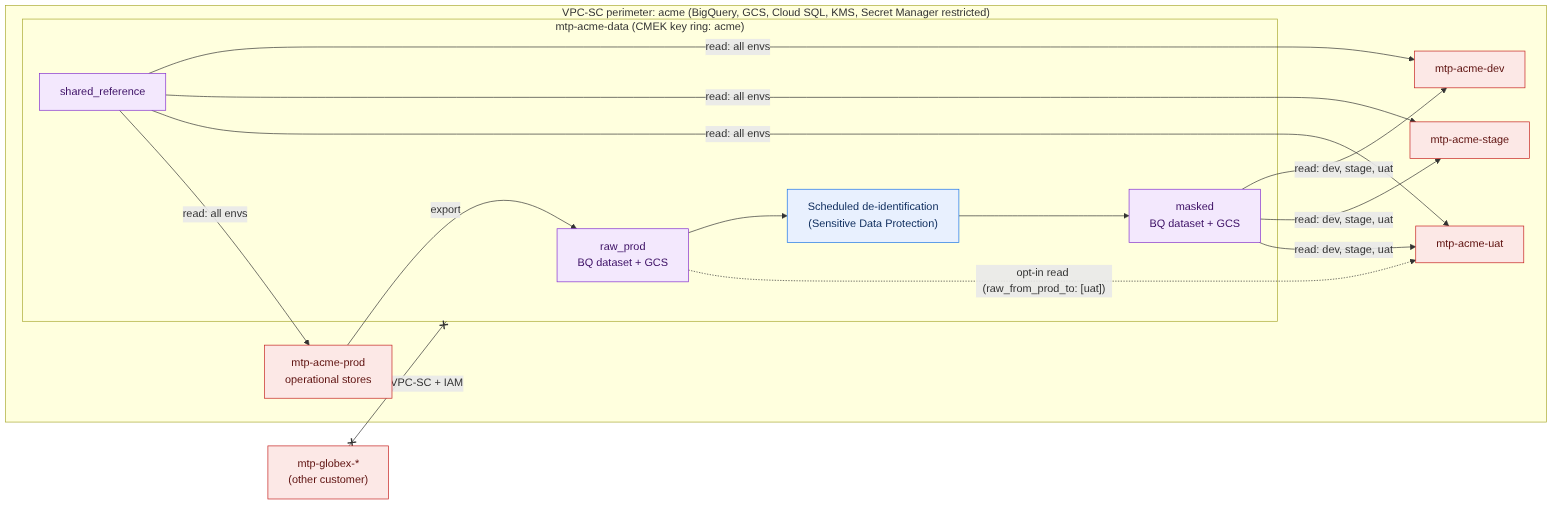 VPC-SC perimeter: acme (BigQuery, GCS, Cloud SQL, KMS, Secret Manager restricted)
mtp-acme-data (CMEK key ring: acme)
read: all envs
mtp-acme-dev
shared_reference
read: all envs
mtp-acme-stage
read: all envs
read: dev, stage, uat
read: all envs
export
Scheduled de-identification
(Sensitive Data Protection)
masked
BQ dataset + GCS
read: dev, stage, uat
mtp-acme-uat
raw_prod
BQ dataset + GCS
read: dev, stage, uat
opt-in read
(raw_from_prod_to: [uat])
mtp-acme-prod
operational stores
VPC-SC + IAM
mtp-globex-*
(other customer)